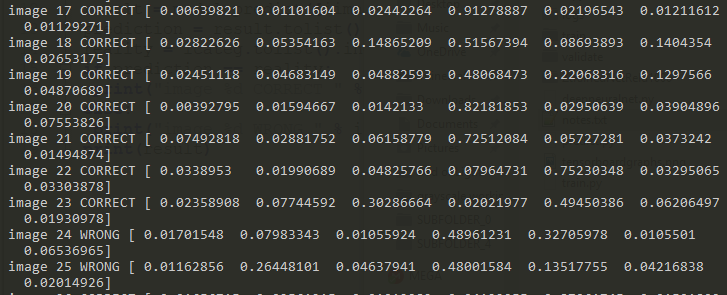 image 17 CORRECT [ 0.00639821 0.01101604 0.02442264 0.91278887 0.02196543 0.01211612
0.01129271]
image 18 CORRECT [ 0.02822626 0.05354163 0.14865209 0.51567394 0.08693893 0.1404354
0.02653175]
image 19 CORRECT [ 0.02451118 0.04683149 0.04882593 0.48068473 0.22068316 0.1297566
0.04870689]
image 20 CORRECT [ 0.00392795 0.01594667 0.0142133 0.82181853 0.02950639 0.03904896
0.07553826]
image 21 CORRECT [ 0.07492818 0.02881752 0.06158779 0.72512084 0.05727281 0.0373242
0.01494874]
image 22 CORRECT [ 0.0338953 0.01990689 0.04825766 0.07964731 0.75230348 0.03295065
0.03303878]
image 23 CORRECT [ 0.02358908 0.07744592 0.30286664 0.02021977 0.49450386 0.06206497
0.01930978]
image 24 WRONG [ 0.01701548 0.07983343 0.01055924 0.48961231 0.32705978 0.0105501
0.06536965]
image 25 WRONG [ 0.01162856 0.26448101 0.04637941 0.48001584 0.13517755 0.04216838
0.02014926]